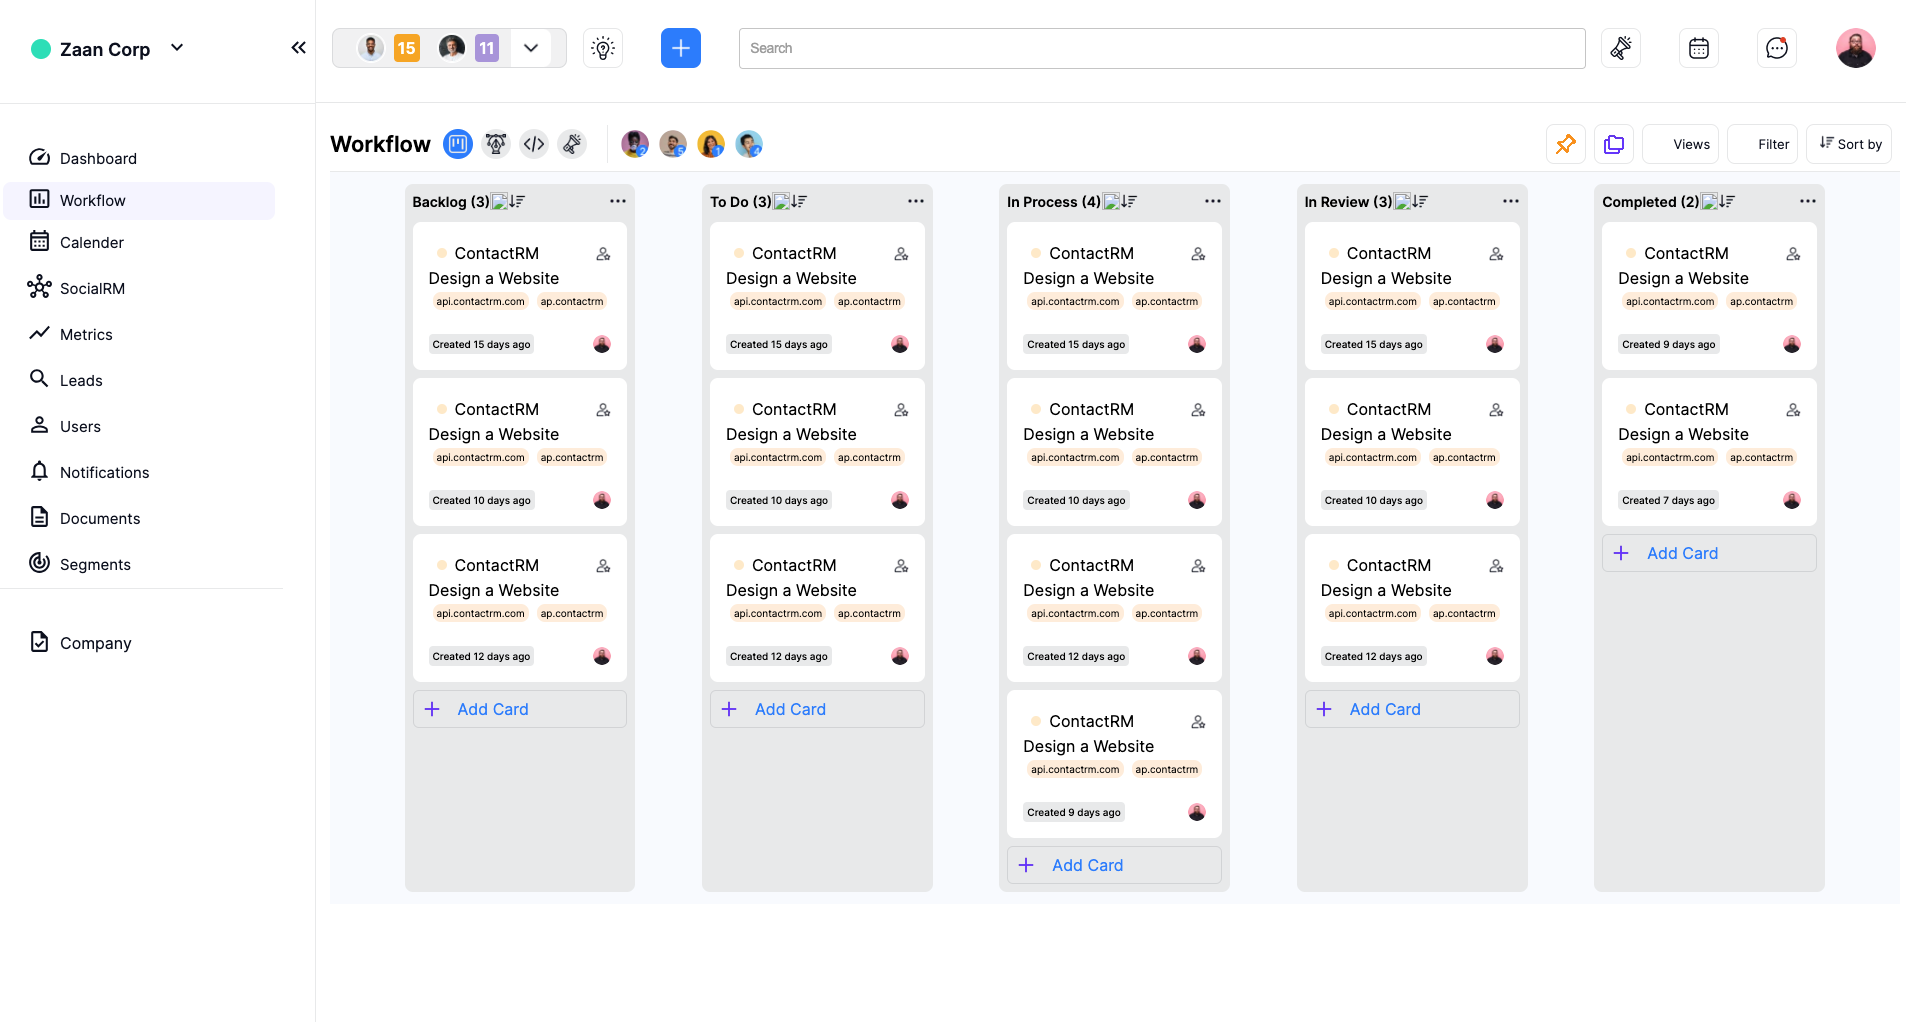 Zaan Corp
15
11
Search
Dashboard
Workflow
Calender
SocialRM
Metrics
Leads
Users
Notifications
Documents
Segments
Company
Workflow
2
5
1
4
Views
Filter
Sort by
Backlog (3)
ContactRM
Design a Website
api.contactrm.com ap.contactrm
Created 15 days ago
ContactRM
Design a Website
api.contactrm.com ap.contactrm
Created 10 days ago
ContactRM
Design a Website
api.contactrm.com ap.contactrm
Created 12 days ago
Add Card
To Do (3)
ContactRM
Design a Website
api.contactrm.com ap.contactrm
Created 15 days ago
ContactRM
Design a Website
api.contactrm.com ap.contactrm
Created 10 days ago
ContactRM
Design a Website
api.contactrm.com ap.contactrm
Created 12 days ago
Add Card
In Process (4)
ContactRM
Design a Website
api.contactrm.com ap.contactrm
Created 15 days ago
ContactRM
Design a Website
api.contactrm.com ap.contactrm
Created 10 days ago
ContactRM
Design a Website
api.contactrm.com ap.contactrm
Created 12 days ago
ContactRM
Design a Website
api.contactrm.com ap.contactrm
Created 9 days ago
Add Card
In Review (3)
ContactRM
Design a Website
api.contactrm.com ap.contactrm
Created 15 days ago
ContactRM
Design a Website
api.contactrm.com ap.contactrm
Created 10 days ago
ContactRM
Design a Website
api.contactrm.com ap.contactrm
Created 12 days ago
Add Card
Completed (2)
ContactRM
Design a Website
api.contactrm.com ap.contactrm
Created 9 days ago
ContactRM
Design a Website
api.contactrm.com ap.contactrm
Created 7 days ago
Add Card